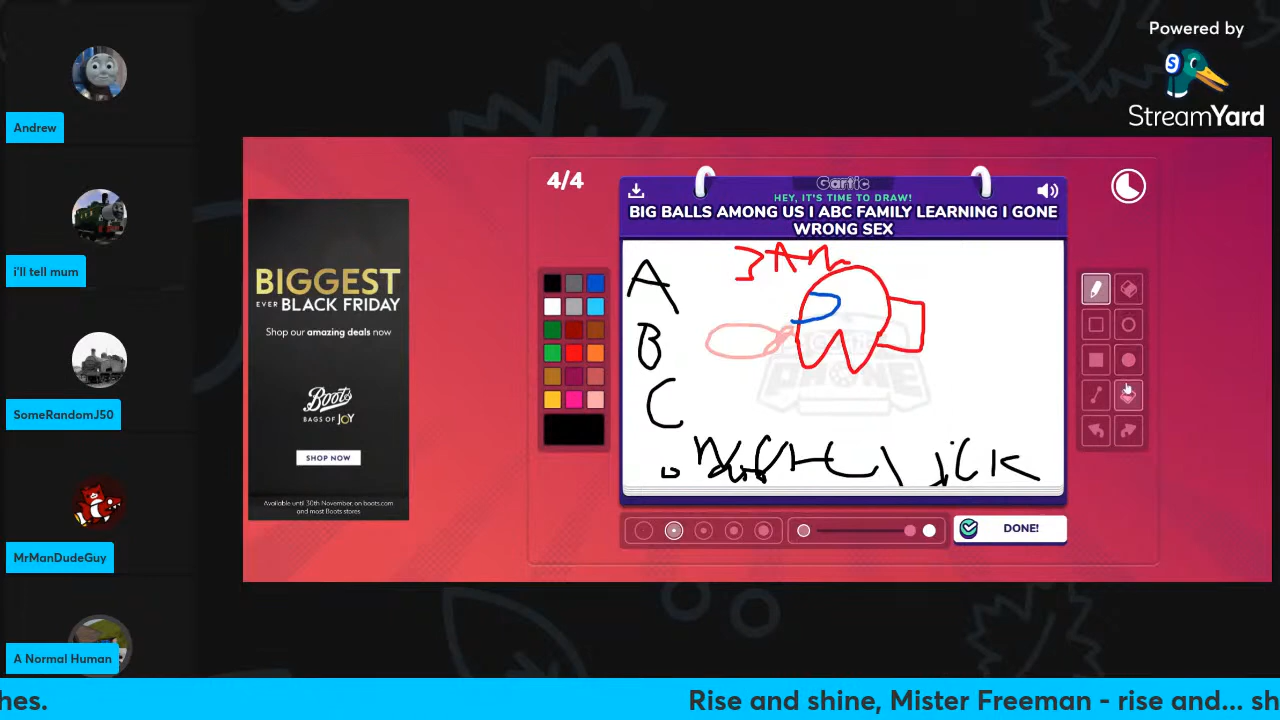 Powered by
StreamYard
Andrew
i'll tell mum
SomeRandomJ50
MrManDudeGuy
A Normal Human
BIGGEST
EVER BLACK FRIDAY
Shop our amazing deals now
Boots
BAGS OF JOY
SHOP NOW
Available until 30th November, on boots.com
and most Boots stores
4/4
Gartic
HEY, IT'S TIME TO DRAW!
BIG BALLS AMONG US I ABC FAMILY LEARNING I GONE
WRONG SEX
3 AM
A
B
C
PHONE
DONE!
hes.
Rise and shine, Mister Freeman - rise and... sh